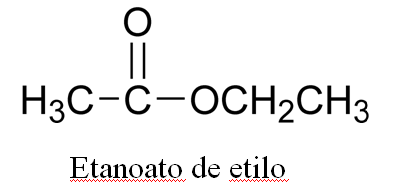 O
H₃C–C–OCH₂CH₃
Etanoato de etilo